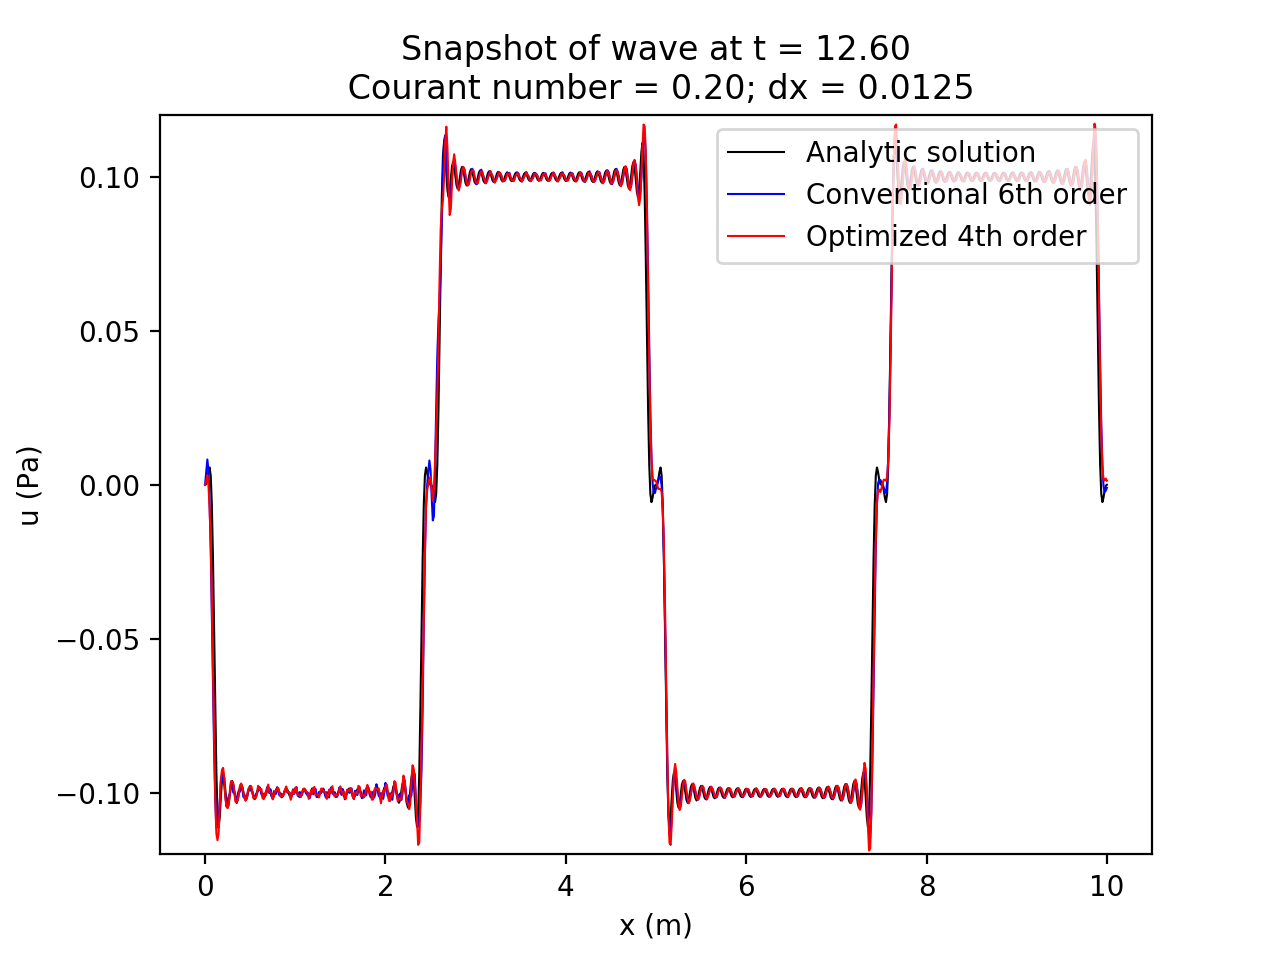 Snapshot of wave at t = 12.60
Courant number = 0.20; dx = 0.0125
Analytic solution
Conventional 6th order
Optimized 4th order
0.10
0.05
0.00
−0.05
−0.10
u (Pa)
0 2 4 6 8 10
x (m)